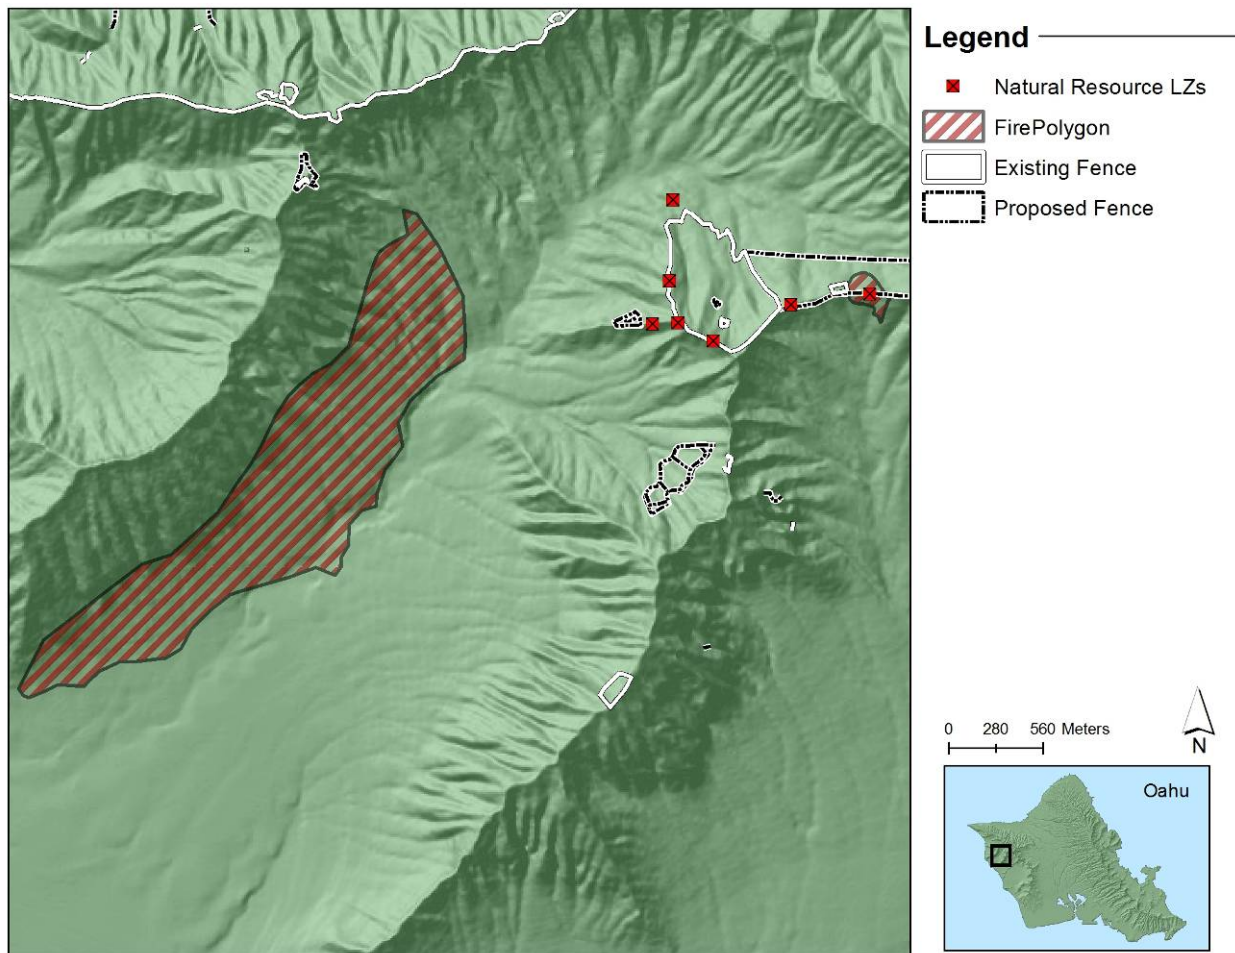 Legend
Natural Resource LZs
FirePolygon
Existing Fence
Proposed Fence
0 280 560 Meters
N
Oahu